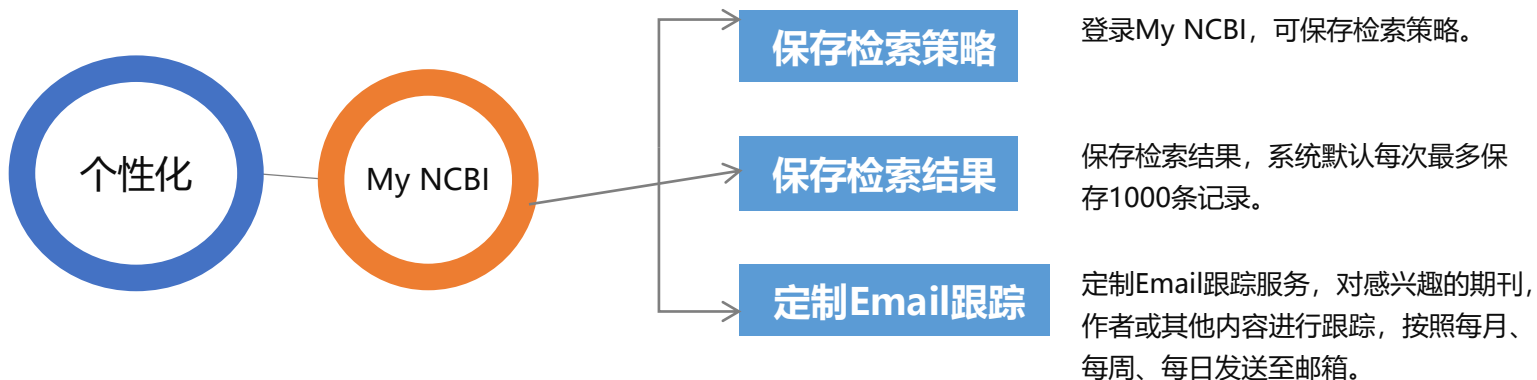 个性化
My NCBI
保存检索策略
登录My NCBI，可保存检索策略。
保存检索结果
保存检索结果，系统默认每次最多保
存1000条记录。
定制Email跟踪
定制Email跟踪服务，对感兴趣的期刊，
作者或其他内容进行跟踪，按照每月、
每周、每日发送至邮箱。